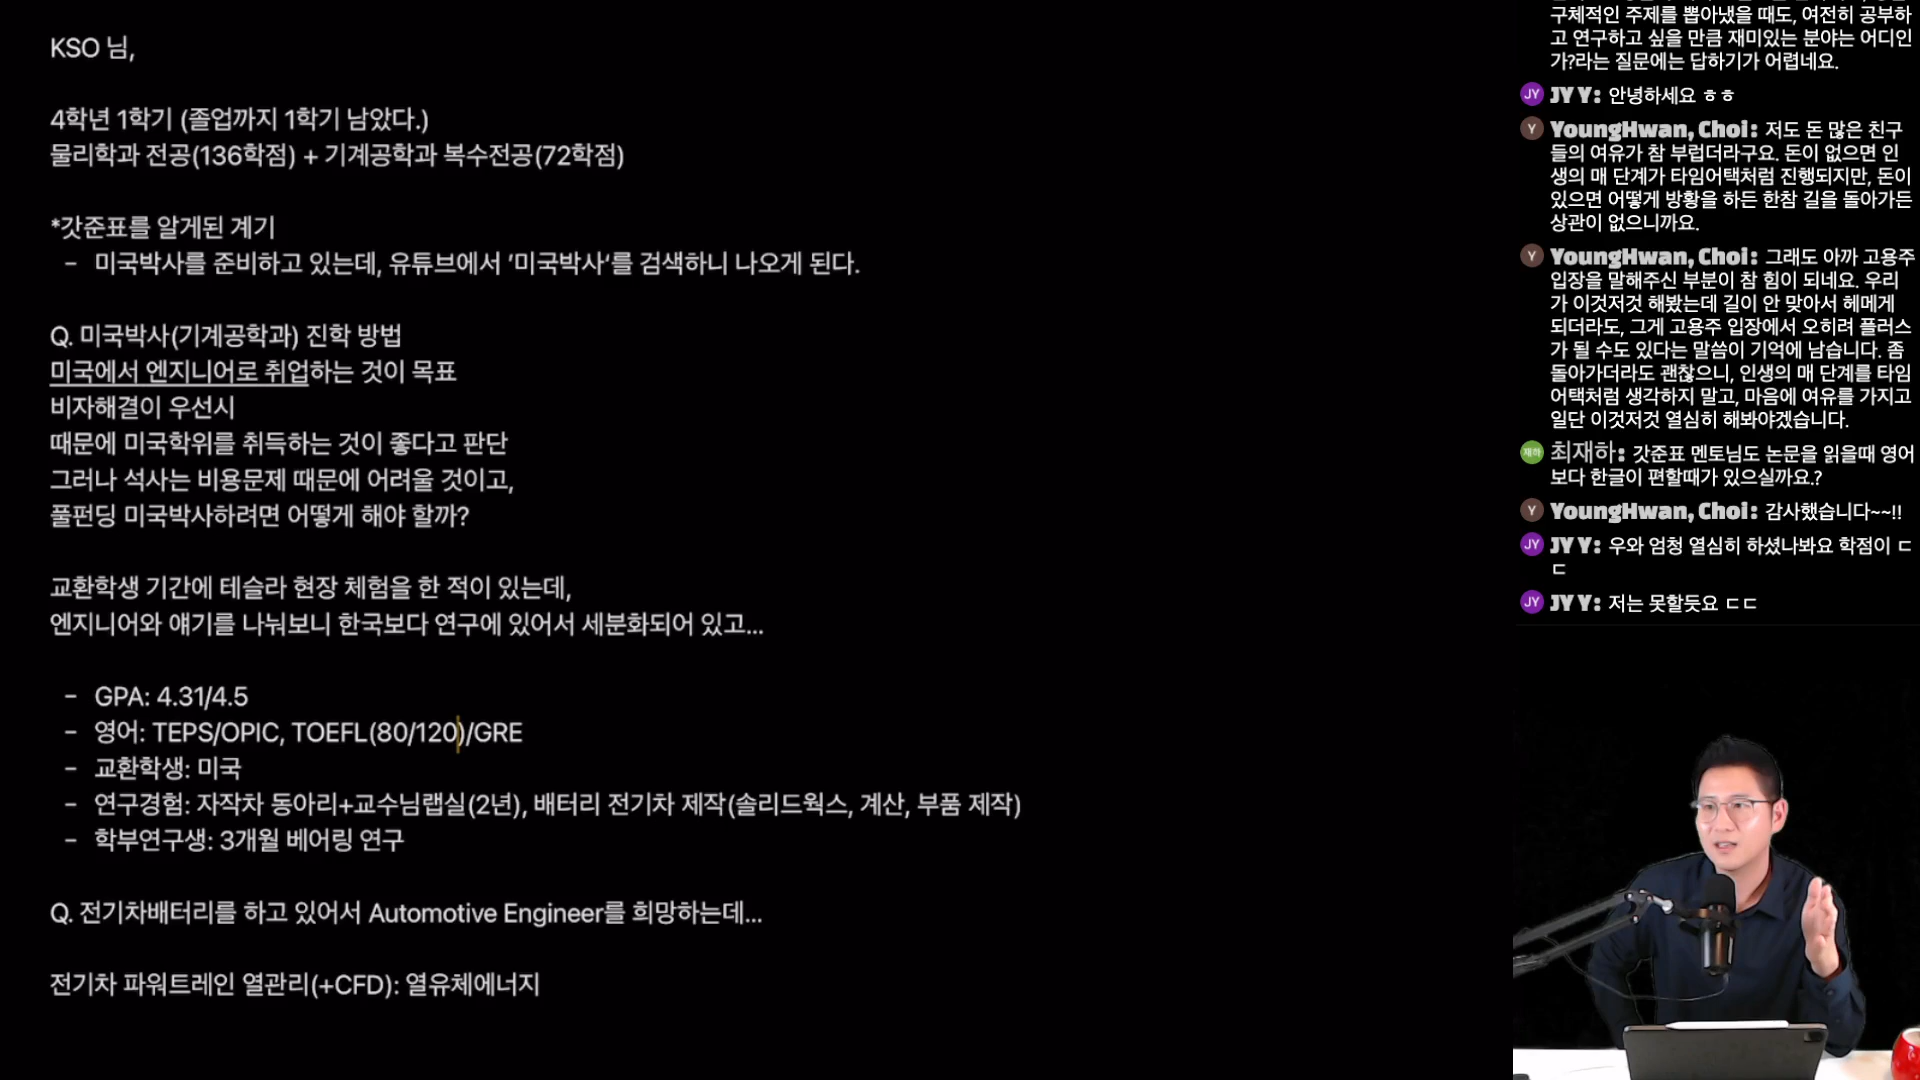 KSO 님,
4학년 1학기 (졸업까지 1학기 남았다.)
물리학과 전공(136학점) + 기계공학과 복수전공(72학점)
*갓준표를 알게된 계기
- 미국박사를 준비하고 있는데, 유튜브에서 '미국박사'를 검색하니 나오게 된다.
Q. 미국박사(기계공학과) 진학 방법
미국에서 엔지니어로 취업하는 것이 목표
비자해결이 우선시
때문에 미국학위를 취득하는 것이 좋다고 판단
그러나 석사는 비용문제 때문에 어려울 것이고,
풀펀딩 미국박사하려면 어떻게 해야 할까?
교환학생 기간에 테슬라 현장 체험을 한 적이 있는데,
엔지니어와 얘기를 나눠보니 한국보다 연구에 있어서 세분화되어 있고...
- GPA: 4.31/4.5
- 영어: TEPS/OPIC, TOEFL(80/120)/GRE
- 교환학생: 미국
- 연구경험: 자작차 동아리+교수님랩실(2년), 배터리 전기차 제작(솔리드웍스, 계산, 부품 제작)
- 학부연구생: 3개월 베어링 연구
Q. 전기차배터리를 하고 있어서 Automotive Engineer를 희망하는데...
전기차 파워트레인 열관리(+CFD): 열유체에너지
구체적인 주제를 뽑아냈을 때도, 여전히 공부하
고 연구하고 싶을 만큼 재미있는 분야는 어디인
가?라는 질문에는 답하기가 어렵네요.
JY JY Y: 안녕하세요 ㅎㅎ
Y YoungHwan, Choi: 저도 돈 많은 친구
들의 여유가 참 부럽더라구요. 돈이 없으면 인
생의 매 단계가 타임어택처럼 진행되지만, 돈이
있으면 어떻게 방황을 하든 한참 길을 돌아가든
상관이 없으니까요.
Y YoungHwan, Choi: 그래도 아까 고용주
입장을 말해주신 부분이 참 힘이 되네요. 우리
가 이것저것 해봤는데 길이 안 맞아서 헤메게
되더라도, 그게 고용주 입장에서 오히려 플러스
가 될 수도 있다는 말씀이 기억에 남습니다. 좀
돌아가더라도 괜찮으니, 인생의 매 단계를 타임
어택처럼 생각하지 말고, 마음에 여유를 가지고
일단 이것저것 열심히 해봐야겠습니다.
재하 최재하: 갓준표 멘토님도 논문을 읽을때 영어
보다 한글이 편할때가 있으실까요.?
Y YoungHwan, Choi: 감사했습니다~~!!
JY JY Y: 우와 엄청 열심히 하셨나봐요 학점이 ㄷ
ㄷ
JY JY Y: 저는 못할듯요 ㄷㄷ